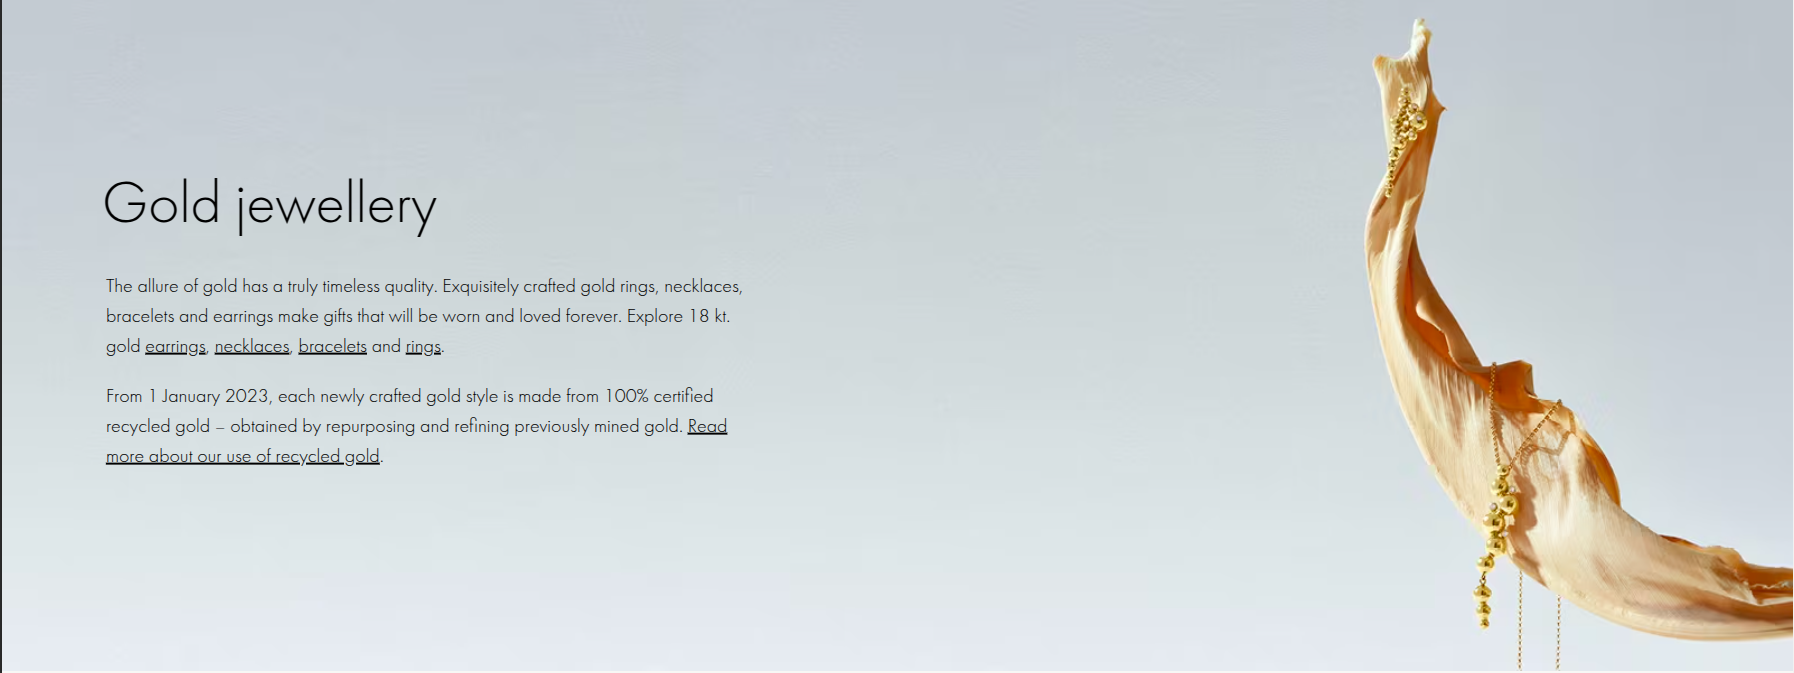 Gold jewellery
The allure of gold has a truly timeless quality. Exquisitely crafted gold rings, necklaces,
bracelets and earrings make gifts that will be worn and loved forever. Explore 18 kt.
gold earrings, necklaces, bracelets and rings.
From 1 January 2023, each newly crafted gold style is made from 100% certified
recycled gold – obtained by repurposing and refining previously mined gold. Read
more about our use of recycled gold.